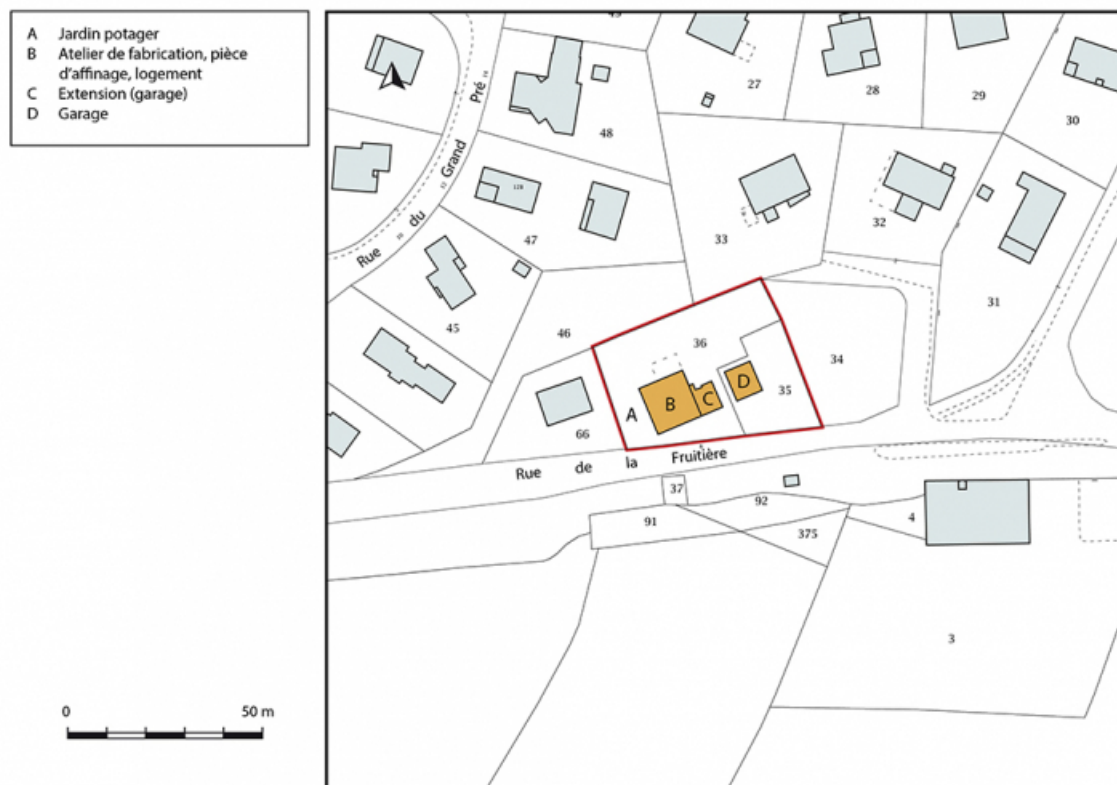 A Jardin potager
B Atelier de fabrication, pièce
d'affinage, logement
C Extension (garage)
D Garage
0 50 m
27
28
29
30
48
Rue du Grand Pré
12B
47
33
32
31
45
46
36
34
D
35
C
B
A
66
Rue de la Fruitière
37
92
91
375
4
3